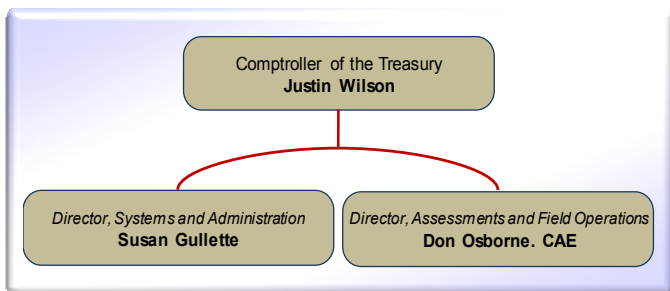 Comptroller of the Treasury
Justin Wilson
Director, Systems and Administration
Susan Gullette
Director, Assessments and Field Operations
Don Osborne. CAE